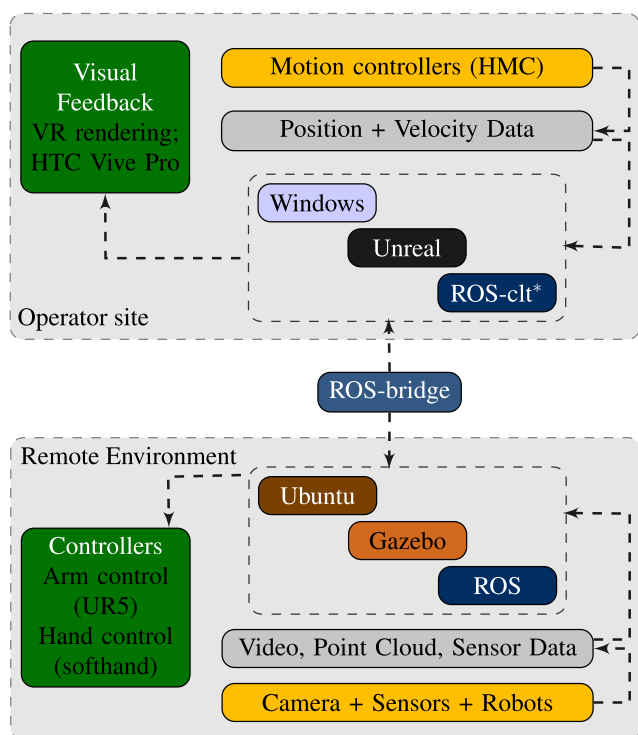 Visual
Feedback
VR rendering;
HTC Vive Pro
Motion controllers (HMC)
Position + Velocity Data
Windows
Unreal
ROS-clt*
Operator site
ROS-bridge
Remote Environment
Ubuntu
Gazebo
ROS
Controllers
Arm control
(UR5)
Hand control
(softhand)
Video, Point Cloud, Sensor Data
Camera + Sensors + Robots